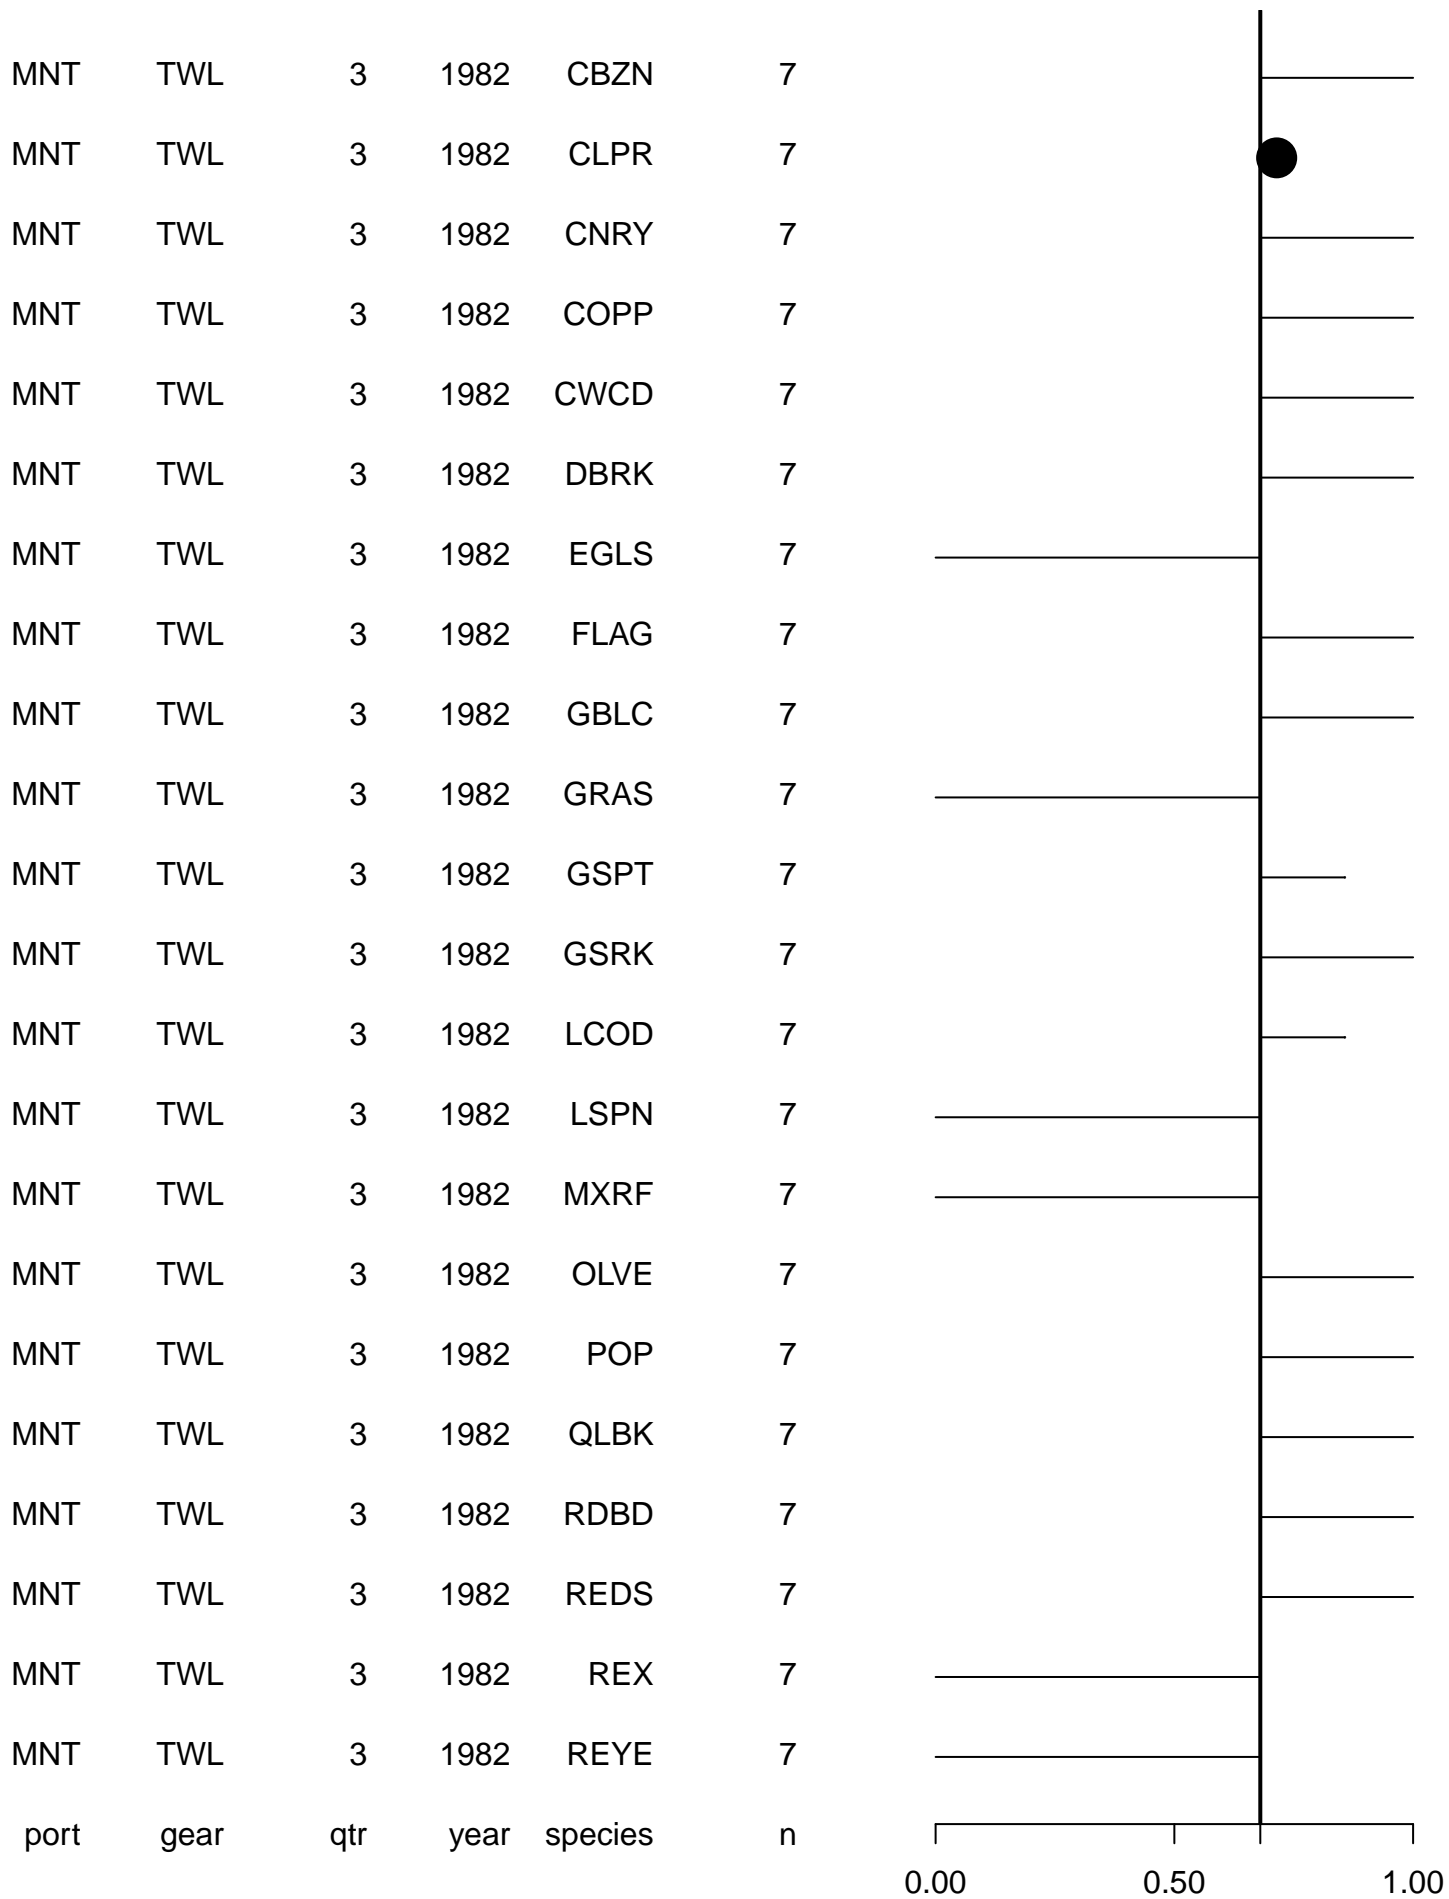 MNT TWL 3 1982 CBZN 7
MNT TWL 3 1982 CLPR 7
MNT TWL 3 1982 CNRY 7
MNT TWL 3 1982 COPP 7
MNT TWL 3 1982 CWCD 7
MNT TWL 3 1982 DBRK 7
MNT TWL 3 1982 EGLS 7
MNT TWL 3 1982 FLAG 7
MNT TWL 3 1982 GBLC 7
MNT TWL 3 1982 GRAS 7
MNT TWL 3 1982 GSPT 7
MNT TWL 3 1982 GSRK 7
MNT TWL 3 1982 LCOD 7
MNT TWL 3 1982 LSPN 7
MNT TWL 3 1982 MXRF 7
MNT TWL 3 1982 OLVE 7
MNT TWL 3 1982 POP 7
MNT TWL 3 1982 QLBK 7
MNT TWL 3 1982 RDBD 7
MNT TWL 3 1982 REDS 7
MNT TWL 3 1982 REX 7
MNT TWL 3 1982 REYE 7
port gear qtr year species n
0.00 0.50 1.00